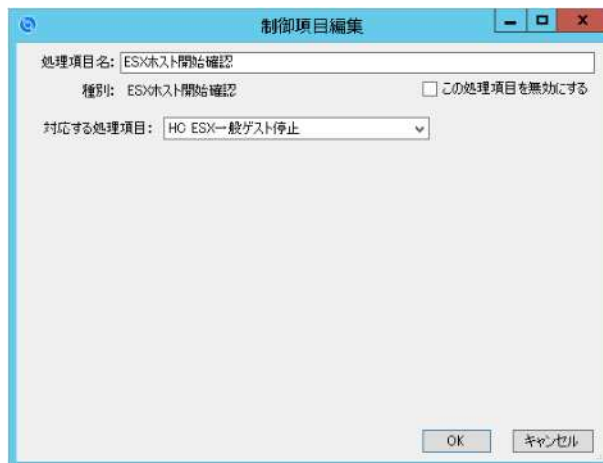 制御項目編集
処理項目名: ESXホスト開始確認
種別: ESXホスト開始確認
この処理項目を無効にする
対応する処理項目: HC ESX一般ゲスト停止
OK
キャンセル